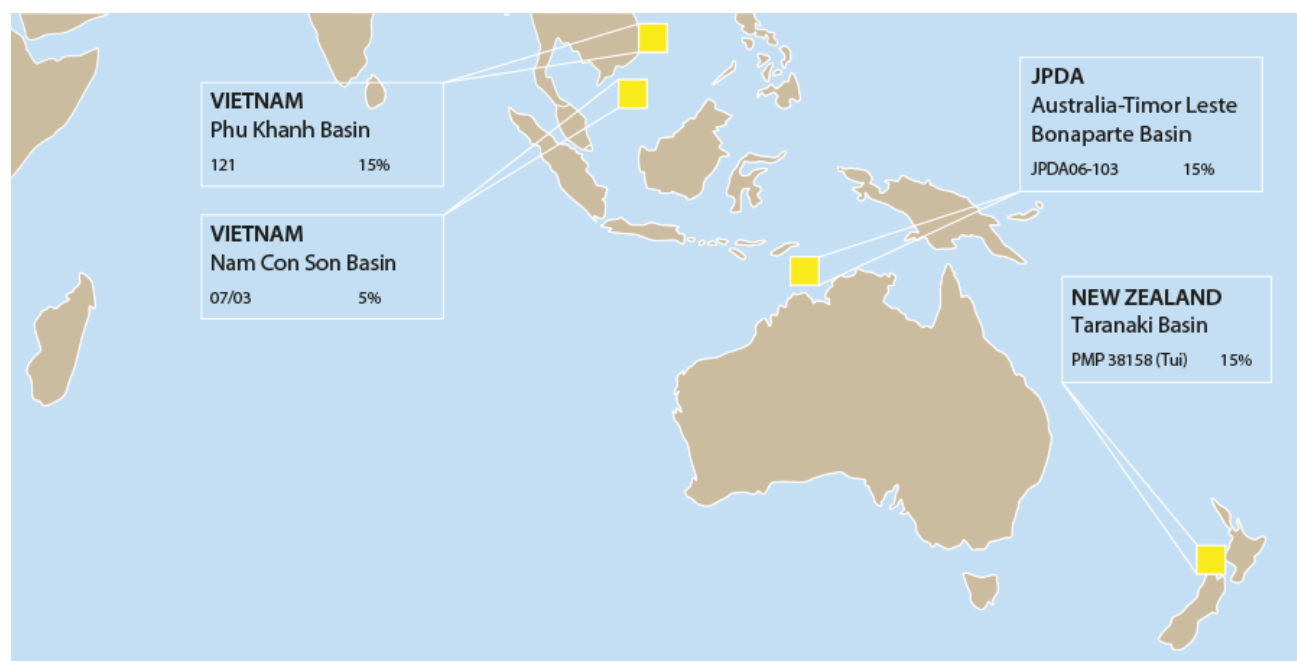 VIETNAM
Phu Khanh Basin
121 15%
VIETNAM
Nam Con Son Basin
07/03 5%
JPDA
Australia-Timor Leste
Bonaparte Basin
JPDA06-103 15%
NEW ZEALAND
Taranaki Basin
PMP 38158 (Tui) 15%